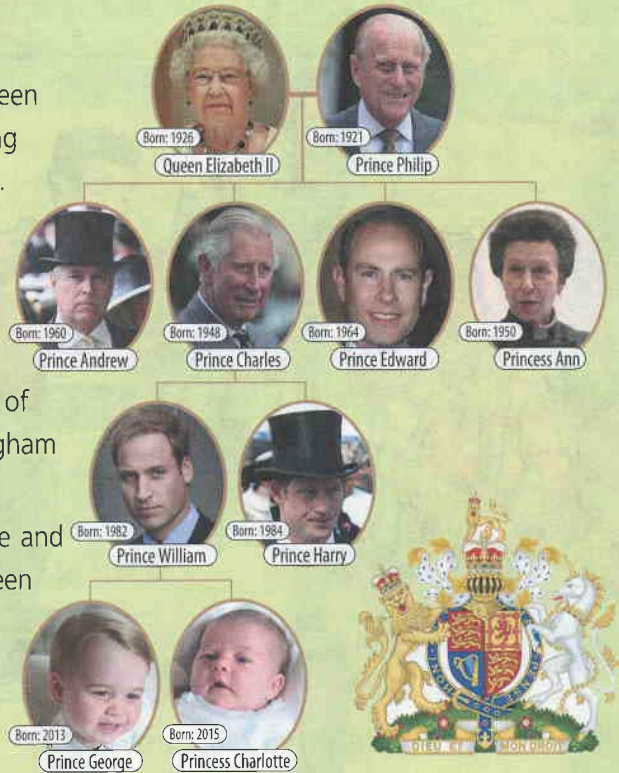 een
ng
.
of
gham
e and
een
Born: 1926
Queen Elizabeth II
Born: 1921
Prince Philip
Born: 1960
Prince Andrew
Born: 1948
Prince Charles
Born: 1964
Prince Edward
Born: 1950
Princess Ann
Born: 1982
Prince William
Born: 1984
Prince Harry
Born: 2013
Prince George
Born: 2015
Princess Charlotte
DIEU ET MON DROIT